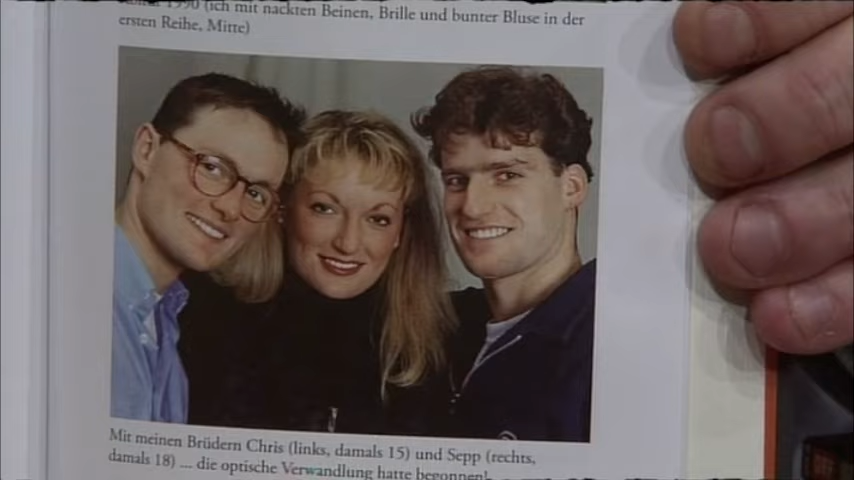 1990 (ich mit nackten Beinen, Brille und bunter Bluse in der
ersten Reihe, Mitte)
Mit meinen Brüdern Chris (links, damals 15) und Sepp (rechts,
damals 18) ... die optische Verwandlung hatte begonnen!